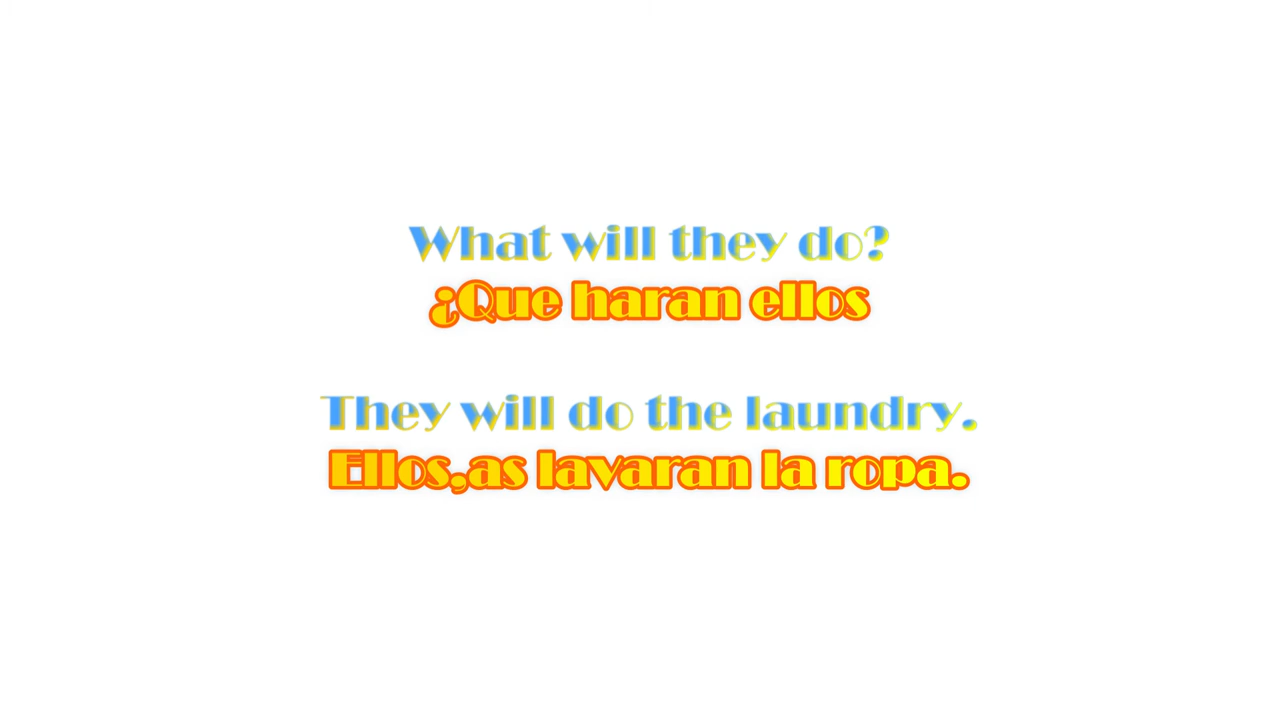 What will they do?
¿Que haran ellos
They will do the laundry.
Ellos,as lavaran la ropa.